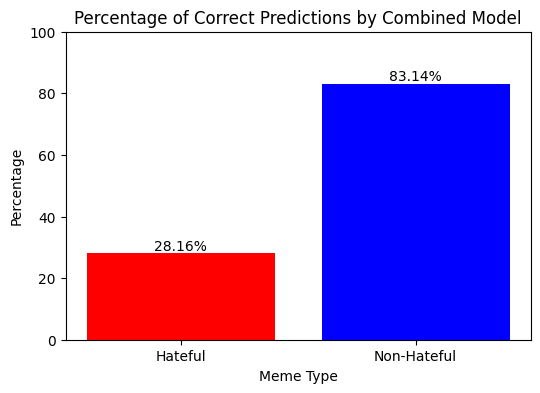 Percentage of Correct Predictions by Combined Model
100
80
60
40
20
0
Percentage
28.16%
83.14%
Hateful
Non-Hateful
Meme Type